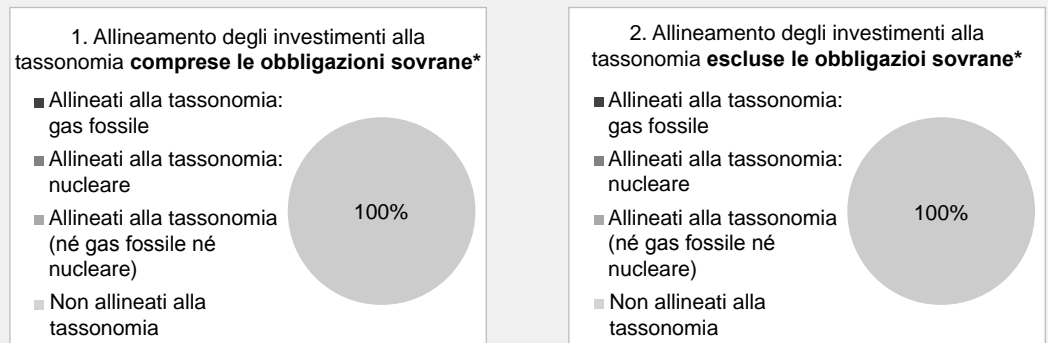 1. Allineamento degli investimenti alla
tassonomia comprese le obbligazioni sovrane*
Allineati alla tassonomia:
gas fossile
Allineati alla tassonomia:
nucleare
Allineati alla tassonomia
(né gas fossile né
nucleare)
Non allineati alla
tassonomia
100%
2. Allineamento degli investimenti alla
tassonomia escluse le obbligazioi sovrane*
Allineati alla tassonomia:
gas fossile
Allineati alla tassonomia:
nucleare
Allineati alla tassonomia
(né gas fossile né
nucleare)
Non allineati alla
tassonomia
100%